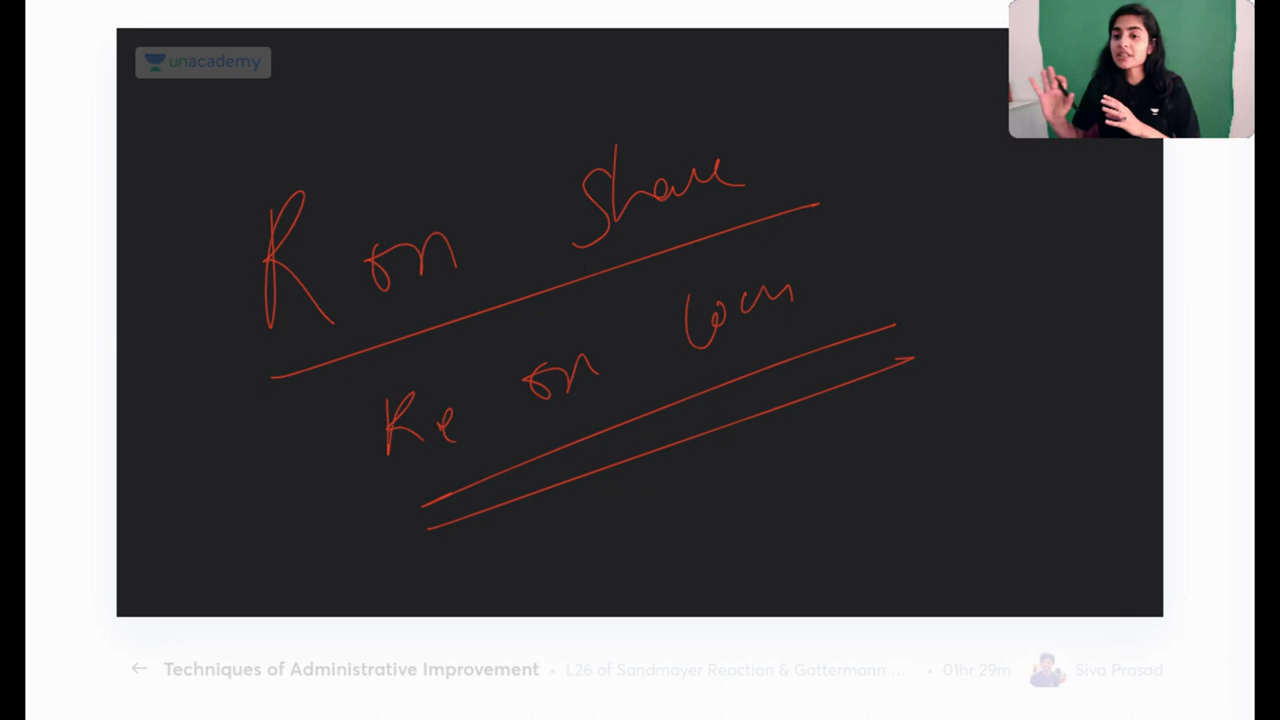 unacademy
R on Share
Re on loan
← Techniques of Administrative Improvement • L26 of Sandmayer Reaction & Gattermann ... • 01hr 29m Siva Prasad